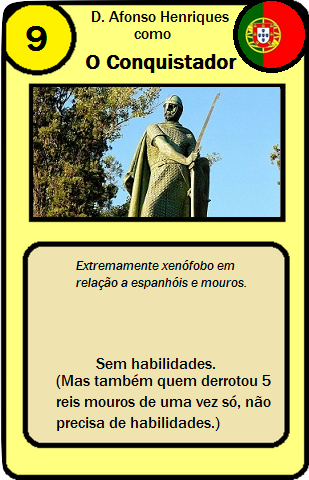 9
D. Afonso Henriques
como
O Conquistador
Extremamente xenófobo em
relação a espanhóis e mouros.
Sem habilidades.
(Mas também quem derrotou 5
reis mouros de uma vez só, não
precisa de habilidades.)